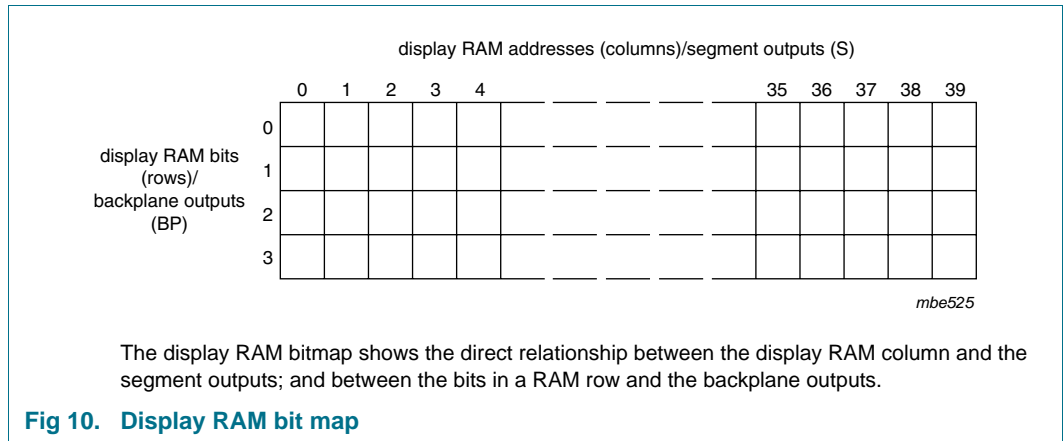 display RAM addresses (columns)/segment outputs (S)
0 1 2 3 4 35 36 37 38 39
0
display RAM bits
1
(rows)/
backplane outputs
2
(BP)
3
mbe525
The display RAM bitmap shows the direct relationship between the display RAM column and the
segment outputs; and between the bits in a RAM row and the backplane outputs.
Fig 10. Display RAM bit map